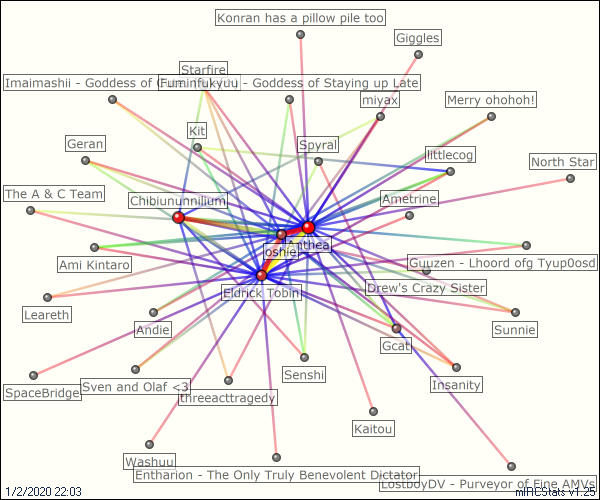 Konran has a pillow pile too
Giggles
Starfire
Imaimashii - Goddess of
- Goddess of Staying up Late
miyax
Merry ohohoh!
Kit
Geran
Spyral
littlecog
North Star
The A & C Team
Chibiununnilium
Ametrine
Anthea
oshie
Ami Kintaro
Guuzen - Lhoord ofg Tyup0osd
Eldrick Tobin
Drew's Crazy Sister
Leareth
Andie
Sunnie
Gcat
Senshi
Insanity
SpaceBridge
Sven and Olaf <3
threeacttragedy
Kaitou
Washuu
Entharion - The Only Truly Benevolent Dictator
LostboyDV - Purveyor of Fine AMVs
1/2/2020 22:03
mIRCStats v1.25